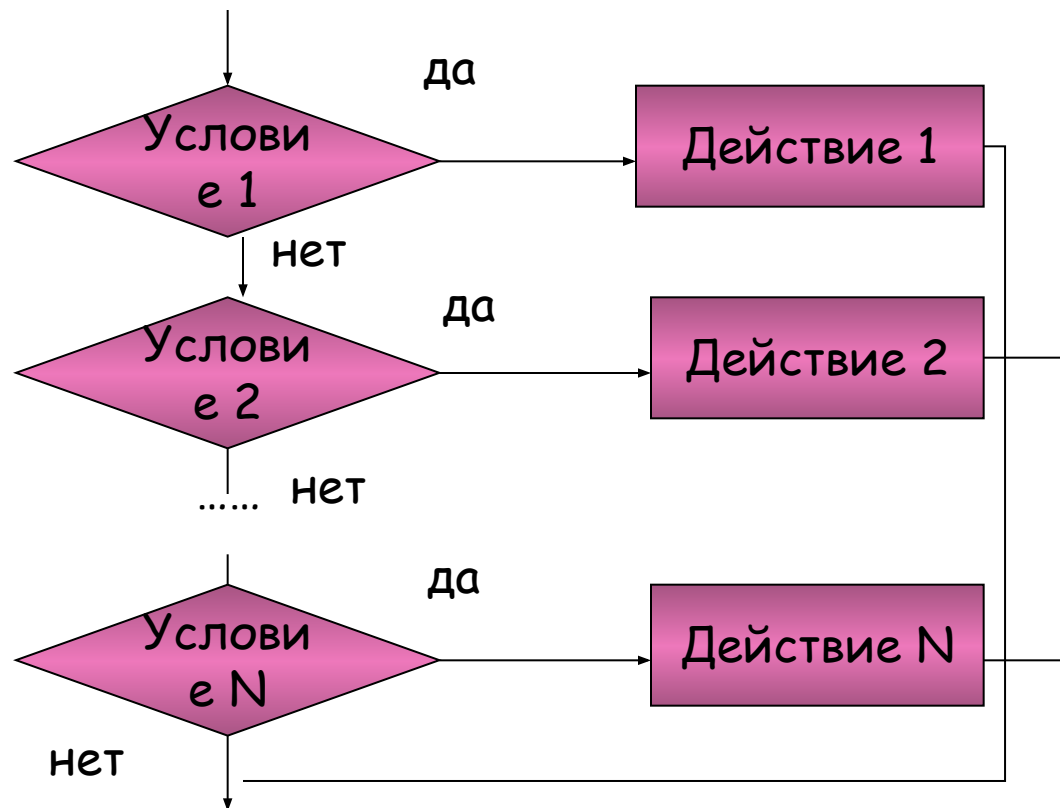 да
Услови
е 1
Действие 1
нет
да
Услови
е 2
Действие 2
нет
......
да
Услови
е N
Действие N
нет